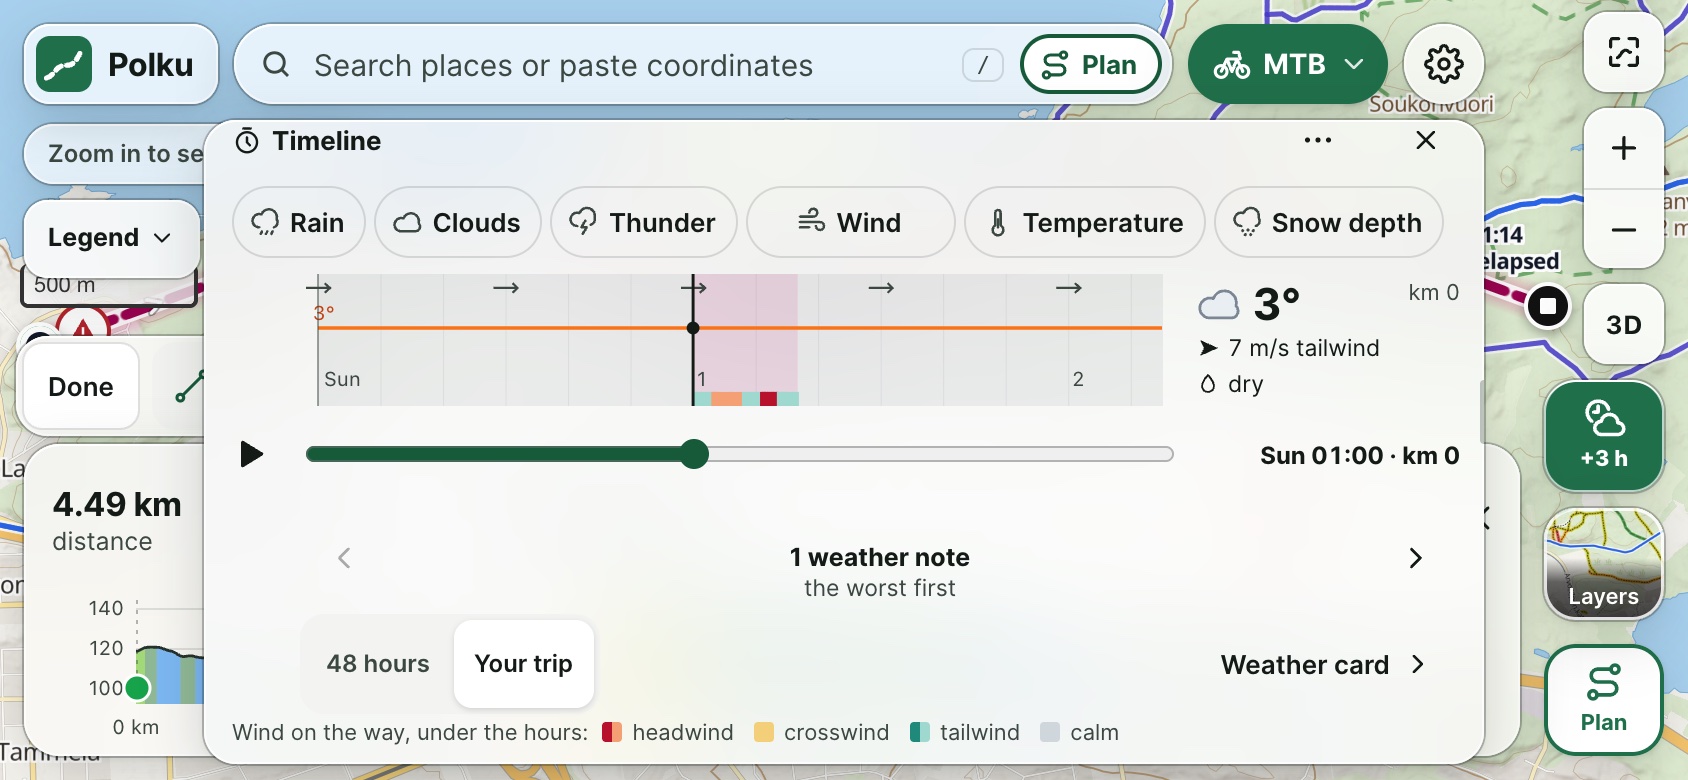 Polku
Search places or paste coordinates
/
Plan
MTB
Soukonvuori
Zoom in to se
Timeline
Rain
Clouds
Thunder
Wind
Temperature
Snow depth
Legend
500 m
3°
Sun
1
2
3°
km 0
7 m/s tailwind
dry
1:14
elapsed
3D
Done
Sun 01:00 · km 0
+3 h
4.49 km
distance
1 weather note
the worst first
Layers
140
120
100
0 km
48 hours
Your trip
Weather card
Plan
Wind on the way, under the hours:
headwind
crosswind
tailwind
calm